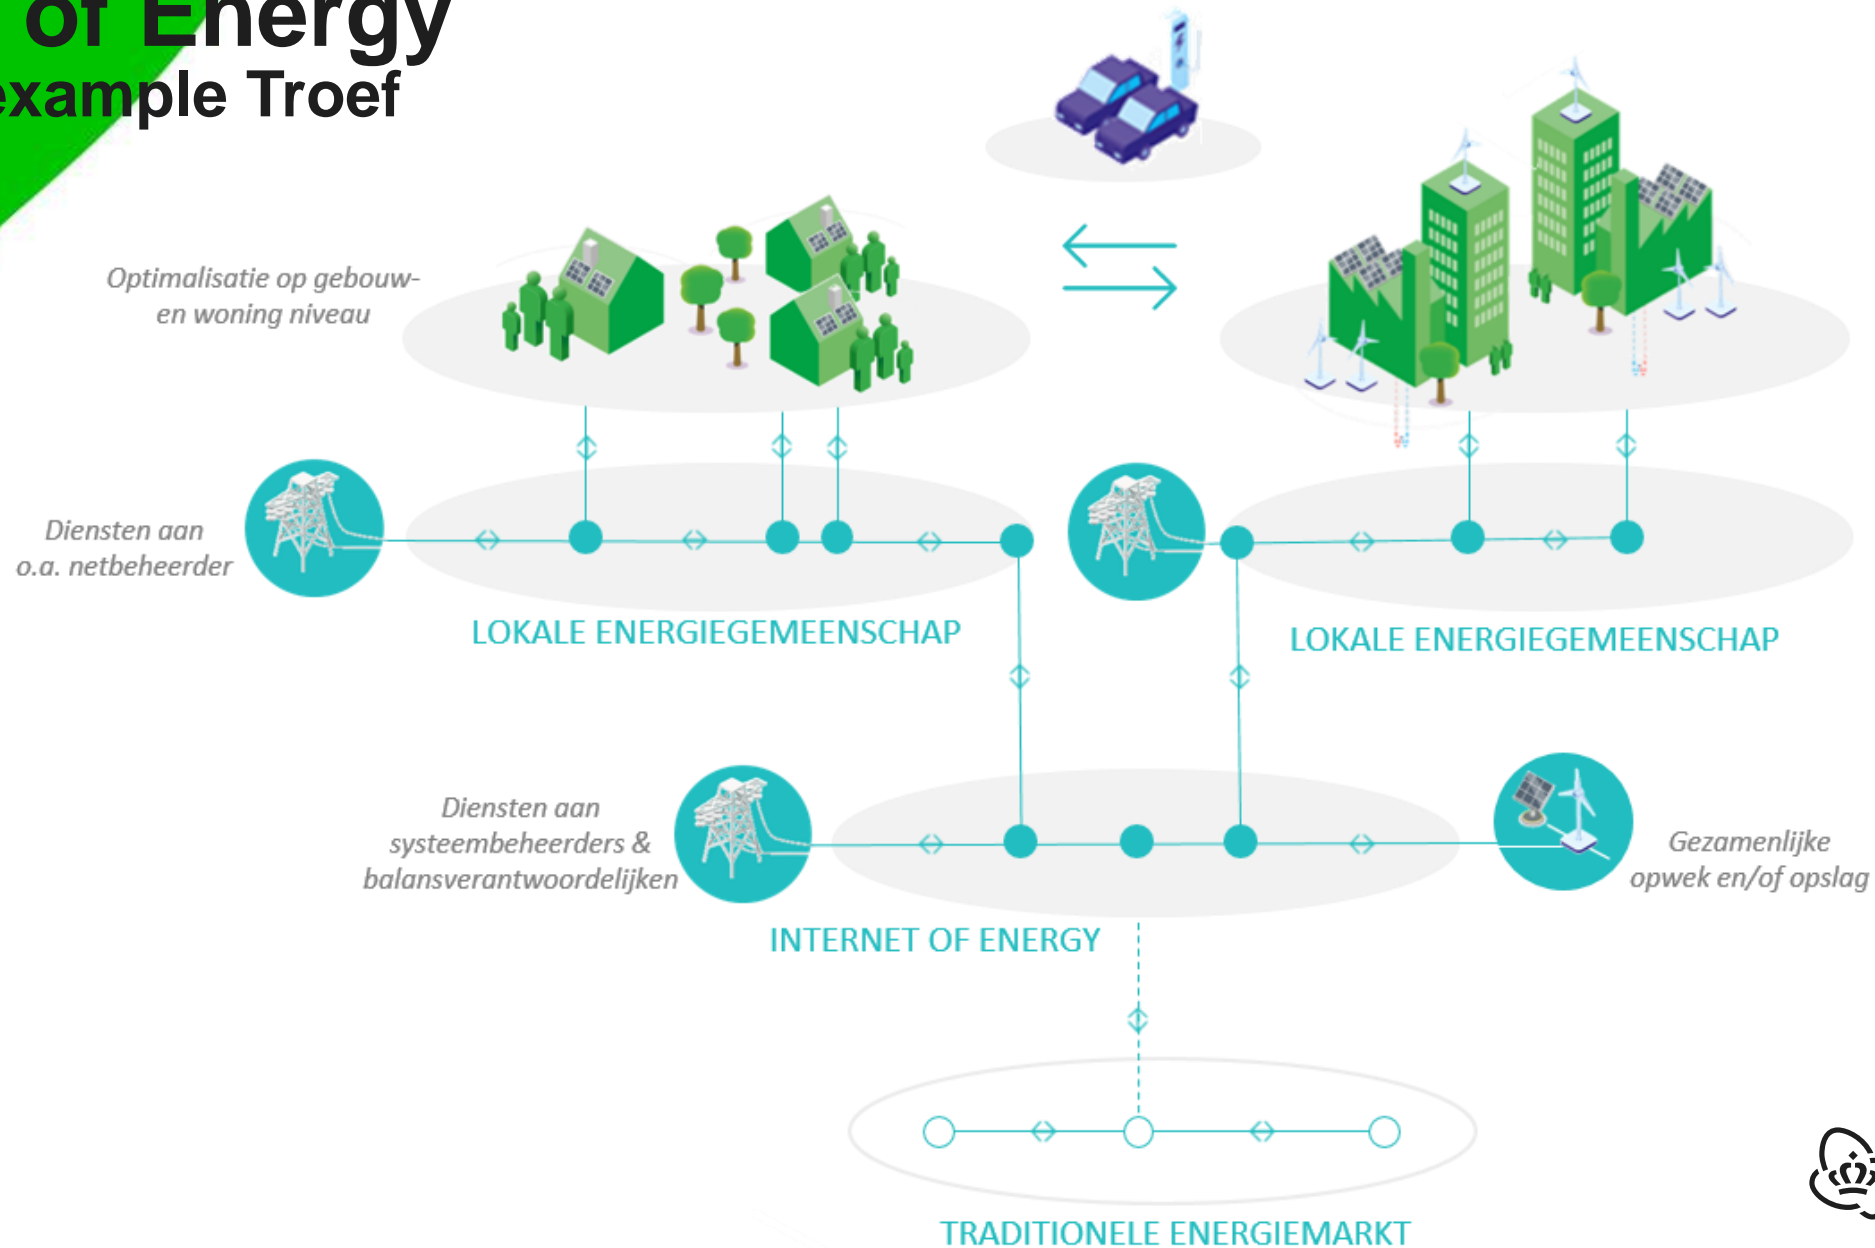 of Energy
example Troef
Optimalisatie op gebouw-
en woning niveau
Diensten aan
o.a. netbeheerder
LOKALE ENERGIEGEMEENSCHAP
LOKALE ENERGIEGEMEENSCHAP
Diensten aan
systeembeheerders &
balansverantwoordelijken
Gezamenlijke
opwek en/of opslag
INTERNET OF ENERGY
TRADITIONELE ENERGIEMARKT